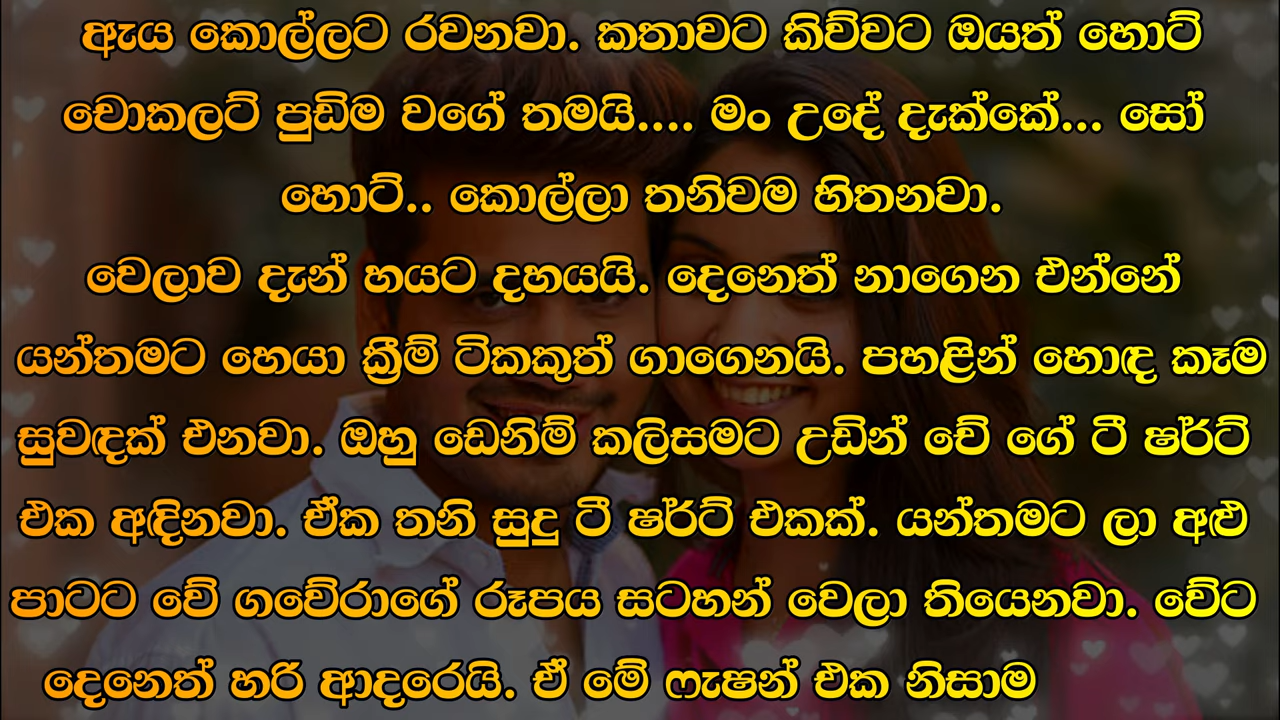 ඇය කොල්ලට රවනවා. කතාවට කිව්වට ඔයත් හොට්
චොකලට් පුඩිම වගේ තමයි.... මං උදේ දැක්කේ... සෝ
හොට්.. කොල්ලා තනිවම හිතනවා.
වෙලාව දැන් හයට දහයයි. දෙනෙත් නාගෙන එන්නේ
යන්තමට හෙයා ක්‍රීම් ටිකකුත් ගාගෙනයි. පහළින් හොඳ කෑම
සුවඳක් එනවා. ඔහු ඩෙනිම් කලිසමට උඩින් චේ ගේ ටී ෂර්ට්
එක අඳිනවා. ඒක තනි සුදු ටී ෂර්ට් එකක්. යන්තමට ලා අළු
පාටට චේ ගවේරාගේ රූපය සටහන් වෙලා තියෙනවා. චේට
දෙනෙත් හරි ආදරෙයි. ඒ මේ ෆැෂන් එක නිසාම